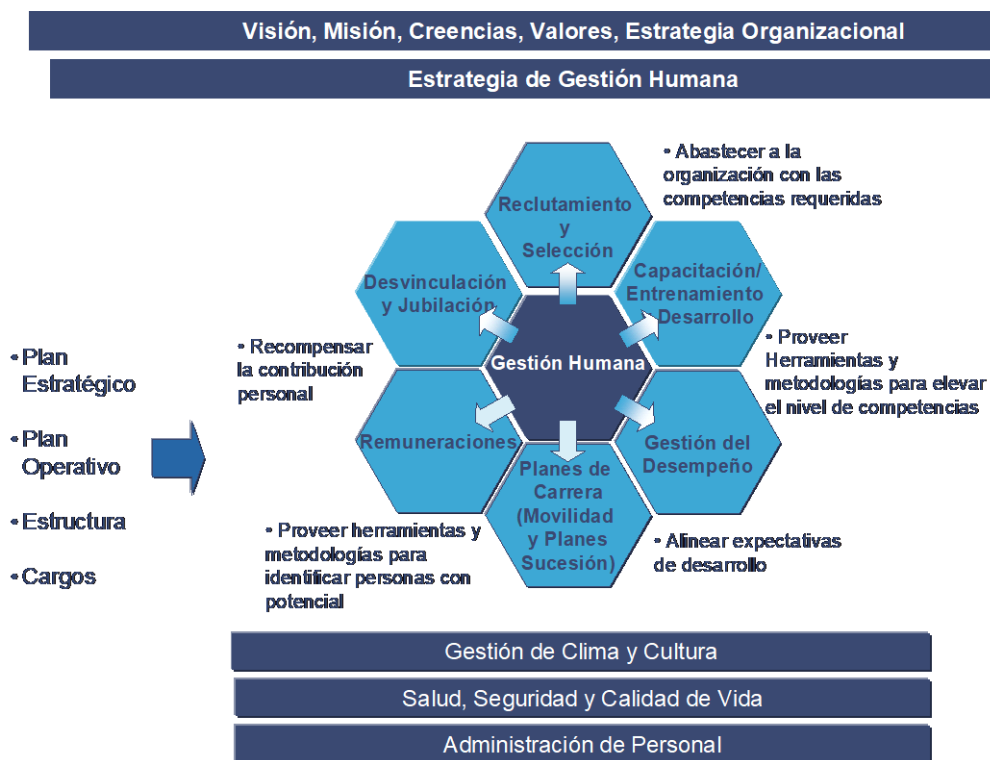 Visión, Misión, Creencias, Valores, Estrategia Organizacional
Estrategia de Gestión Humana
• Abastecer a la
organización con las
competencias requeridas
Reclutamiento
y
Selección
Desvinculación
y Jubilación
Capacitación/
Entrenamiento
Desarrollo
Gestión Humana
• Recompensar
la contribución
personal
• Proveer
Herramientas y
metodologías para elevar
el nivel de competencias
• Plan
Estratégico
• Plan
Operativo
• Estructura
• Cargos
Remuneraciones
Gestión del
Desempeño
Planes de
Carrera
(Movilidad
y Planes
Sucesión)
• Proveer herramientas y
metodologías para
identificar personas con
potencial
• Alinear expectativas
de desarrollo
Gestión de Clima y Cultura
Salud, Seguridad y Calidad de Vida
Administración de Personal